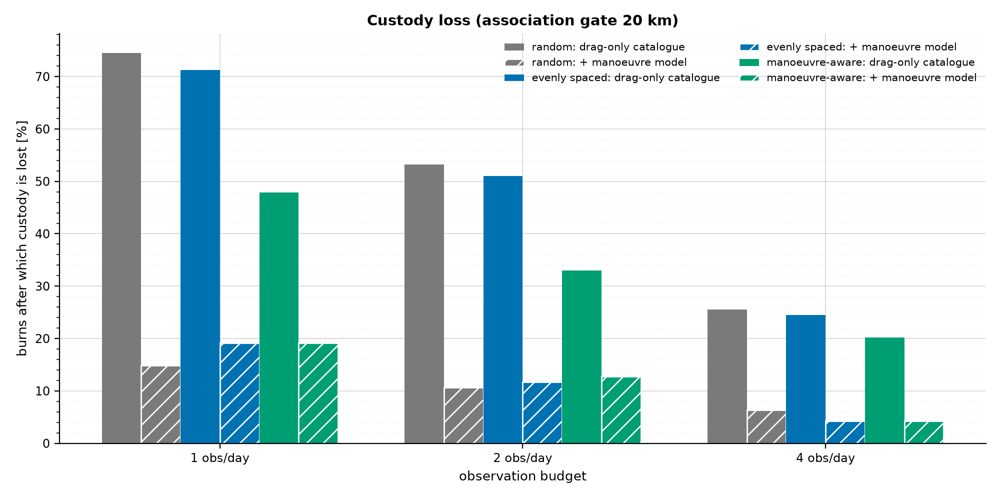 Custody loss (association gate 20 km)
random: drag-only catalogue
random: + manoeuvre model
evenly spaced: drag-only catalogue
evenly spaced: + manoeuvre model
manoeuvre-aware: drag-only catalogue
manoeuvre-aware: + manoeuvre model
burns after which custody is lost [%]
70
60
50
40
30
20
10
0
1 obs/day
2 obs/day
4 obs/day
observation budget